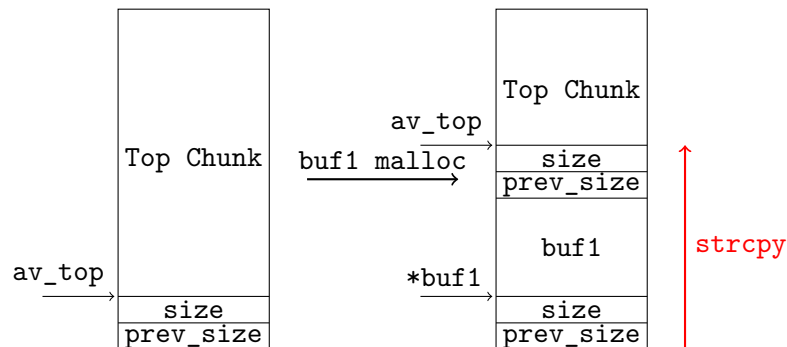 Top Chunk
av_top
size
prev_size
buf1 malloc
Top Chunk
av_top
size
prev_size
buf1
*buf1
size
prev_size
strcpy